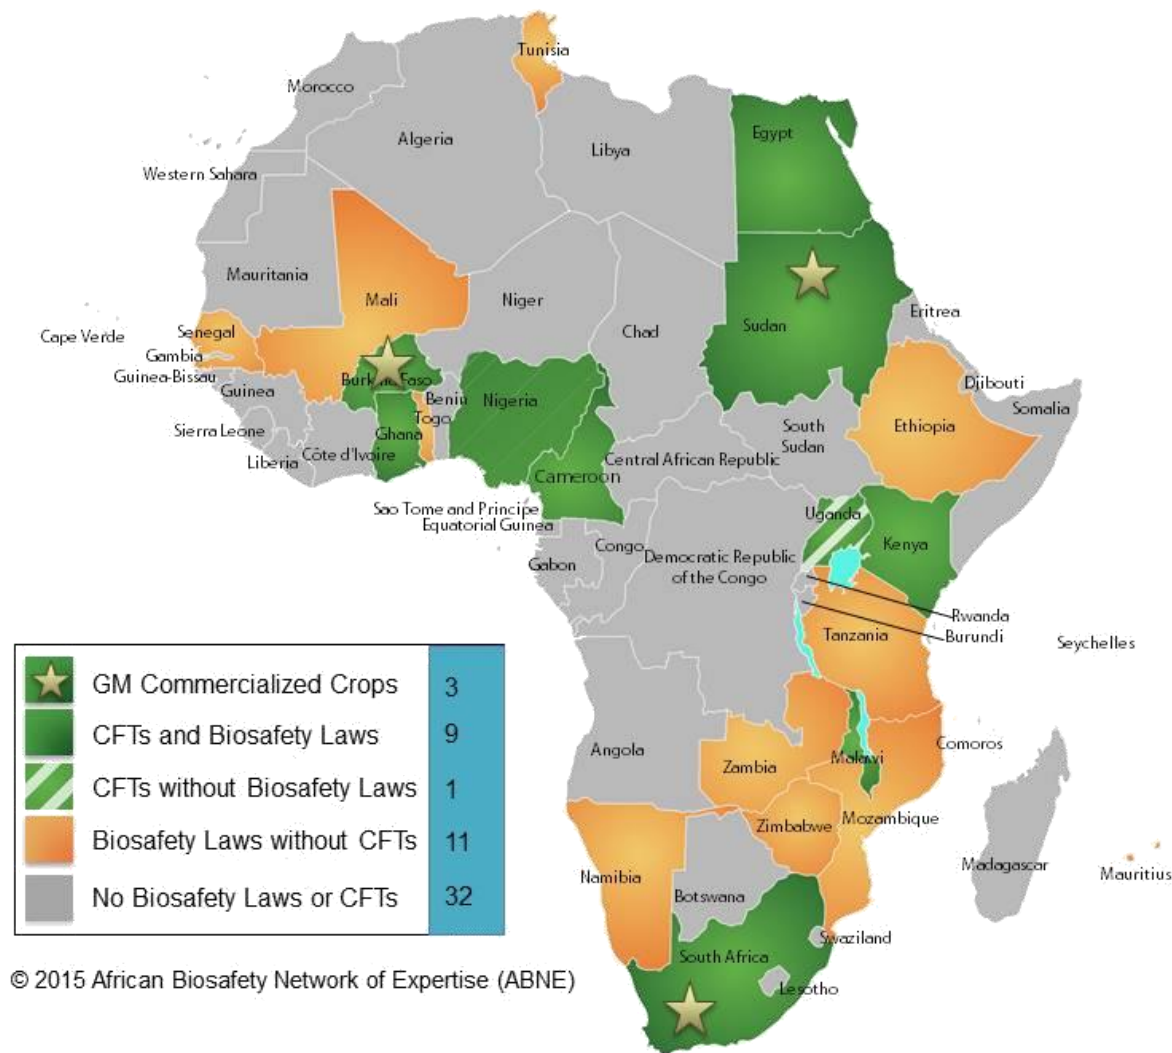 Tunisia
Morocco
Algeria
Libya
Egypt
Western Sahara
Mauritania
Mali
Niger
Chad
Sudan
Eritrea
Cape Verde
Senegal
Gambia
Guinea-Bissau
Guinea
Burkina Faso
Beniu
Nigeria
Djibouti
Somalia
Togo
Ghana
Sierra Leone
Liberia
Côte d'Ivoire
South
Sudan
Ethiopia
Central African Republic
Cameroon
Sao Tome and Principe
Equatorial Guinea
Uganda
Kenya
Gabon
Congo
Democratic Republic
of the Congo
Rwanda
Burundi
Tanzania
Seychelles
Angola
Zambia
Malawi
Comoros
Mozambique
Zimbabwe
Namibia
Botswana
Madagascar
Mauritius
Swaziland
South Africa
Lesotho
GM Commercialized Crops 3
CFTs and Biosafety Laws 9
CFTs without Biosafety Laws 1
Biosafety Laws without CFTs 11
No Biosafety Laws or CFTs 32
© 2015 African Biosafety Network of Expertise (ABNE)